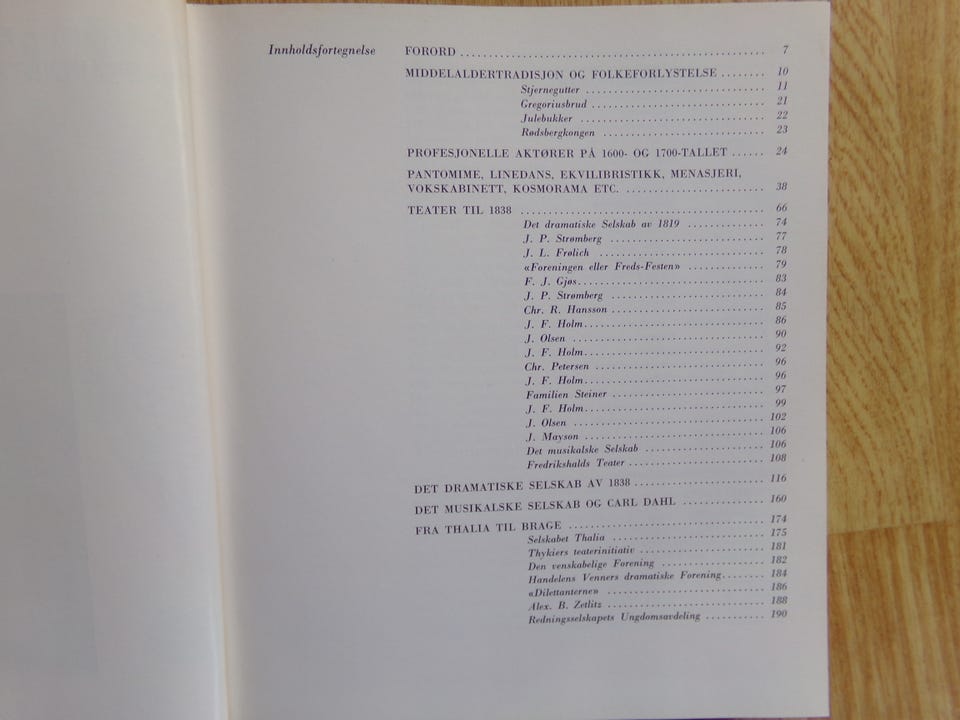 Innholdsfortegnelse
FORORD 7
MIDDELALDERTRADISJON OG FOLKEFORLYSTELSE 10
Stjernegutter 11
Gregoriusbrud 21
Julebukker 22
Rødsbergkongen 23
PROFESJONELLE AKTØRER PÅ 1600- OG 1700-TALLET 24
PANTOMIME, LINEDANS, EKVILIBRISTIKK, MENASJERI,
VOKSKABINETT, KOSMORAMA ETC. 38
TEATER TIL 1838 66
Det dramatiske Selskab av 1819 74
J. P. Strømberg 77
J. L. Frølich 78
«Foreningen eller Freds-Festen» 79
F. J. Gjøs 83
J. P. Strømberg 84
Chr. R. Hansson 85
J. F. Holm 86
J. Olsen 90
J. F. Holm 92
Chr. Petersen 96
J. F. Holm 96
Familien Steiner 97
J. F. Holm 99
J. Olsen 102
J. Mayson 106
Det musikalske Selskab 106
Fredrikshalds Teater 108
DET DRAMATISKE SELSKAB AV 1838 116
DET MUSIKALSKE SELSKAB OG CARL DAHL 160
FRA THALIA TIL BRAGE 174
Selskabet Thalia 175
Thykiers teaterinitiativ 181
Den venskabelige Forening 182
Handelens Venners dramatiske Forening 184
«Dilettanterne» 186
Alex. B. Zetlitz 188
Redningsselskapets Ungdomsavdeling 190